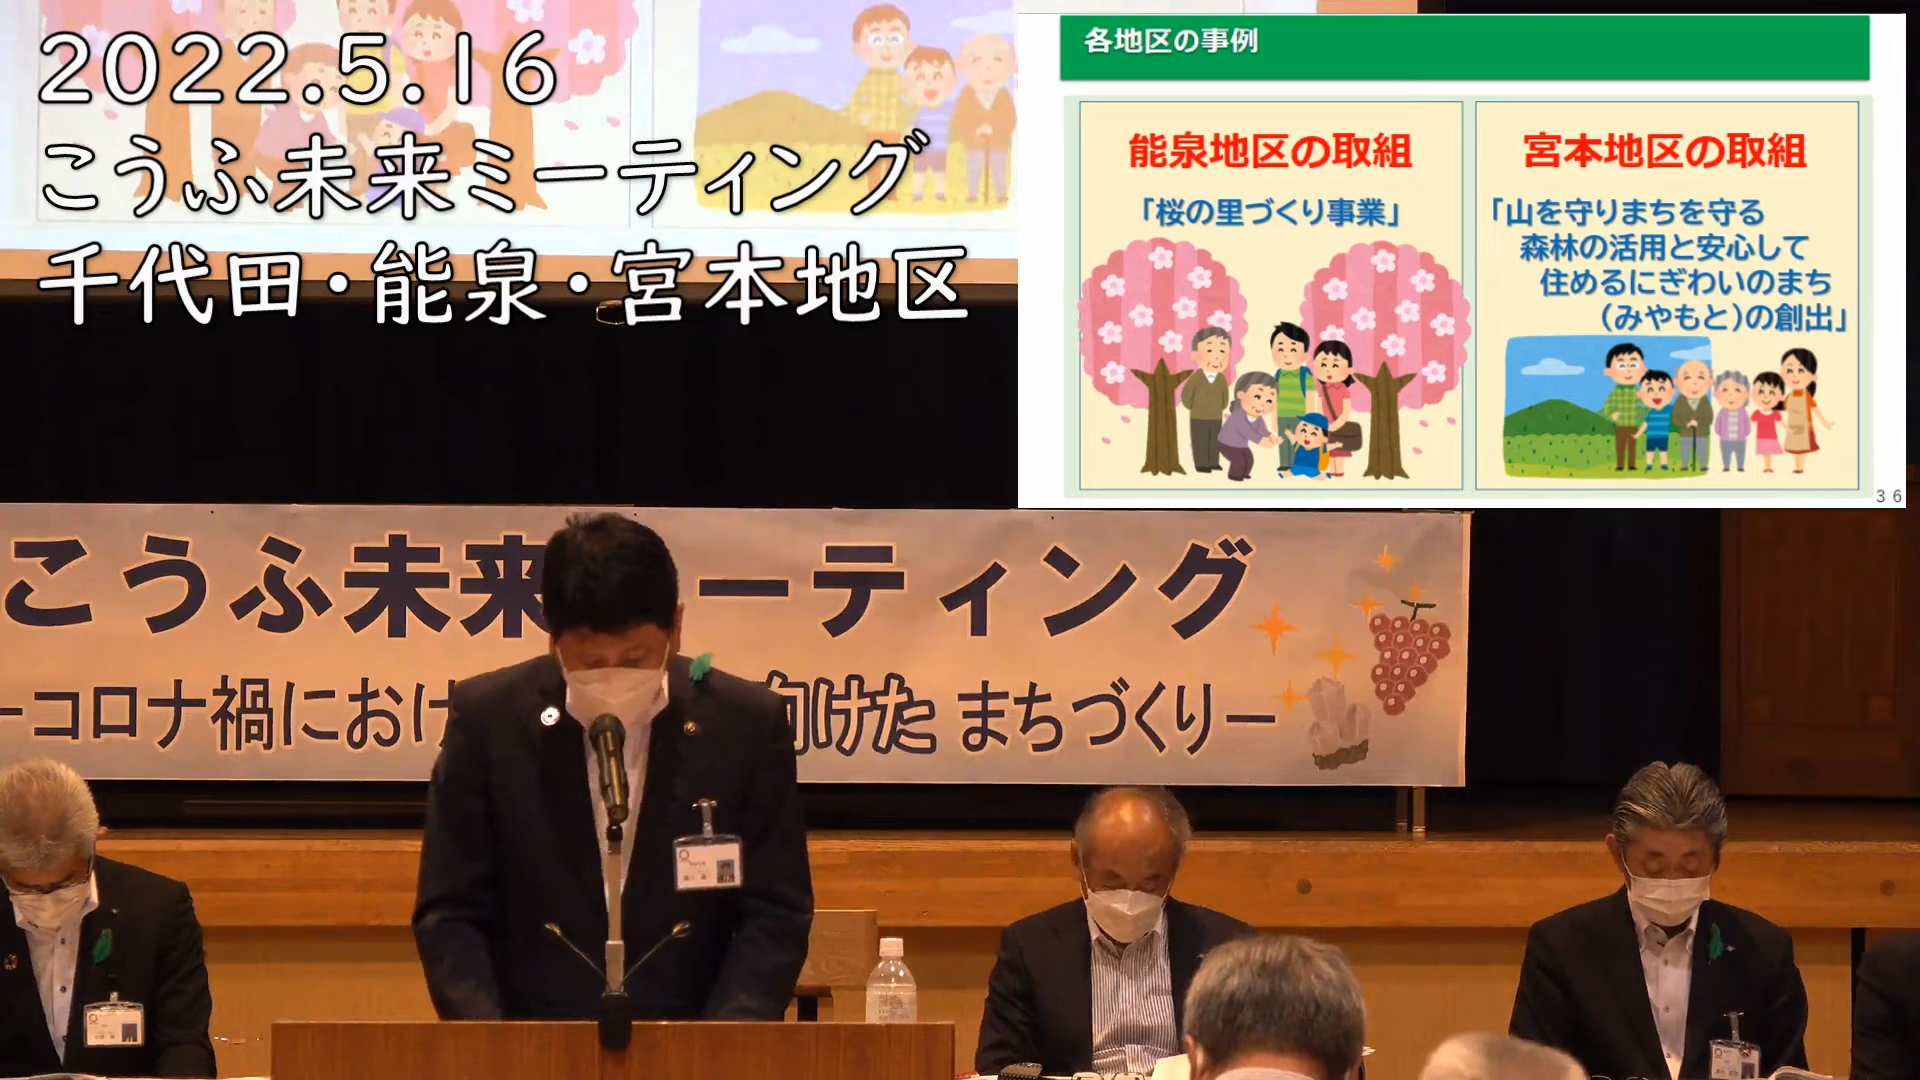 2022.5.16
こうふ未来ミーティング
千代田・能泉・宮本地区
各地区の事例
能泉地区の取組
「桜の里づくり事業」
宮本地区の取組
「山を守りまちを守る
森林の活用と安心して
住めるにぎわいのまち
（みやもと）の創出」
36
こうふ未来 ーティング
ーコロナ禍におけ 向けた まちづくりー